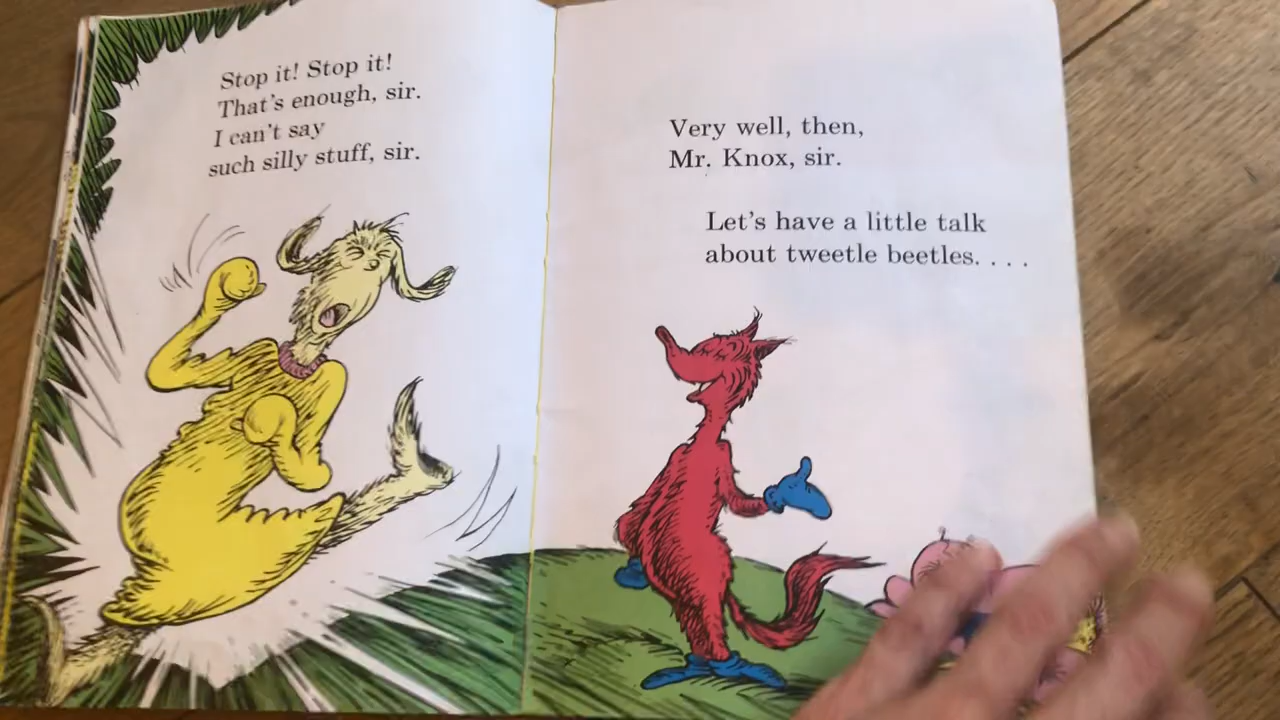 Stop it! Stop it!
That's enough, sir.
I can't say
such silly stuff, sir.
Very well, then,
Mr. Knox, sir.
Let's have a little talk
about tweetle beetles. . . .